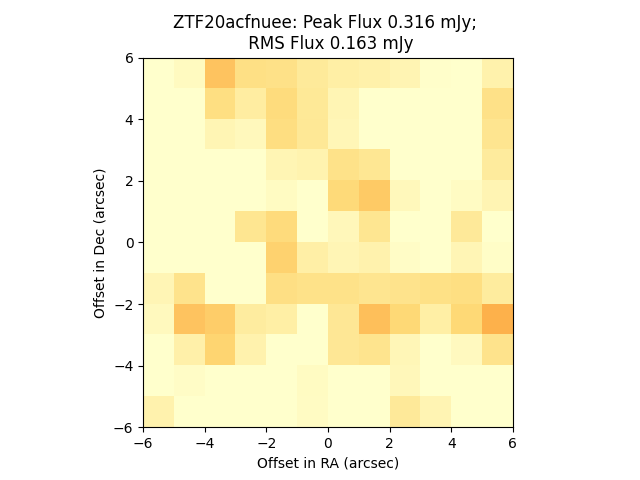 ZTF20acfnuee: Peak Flux 0.316 mJy;
RMS Flux 0.163 mJy
6
4
2
0
−2
−4
−6
Offset in Dec (arcsec)
−6 −4 −2 0 2 4 6
Offset in RA (arcsec)